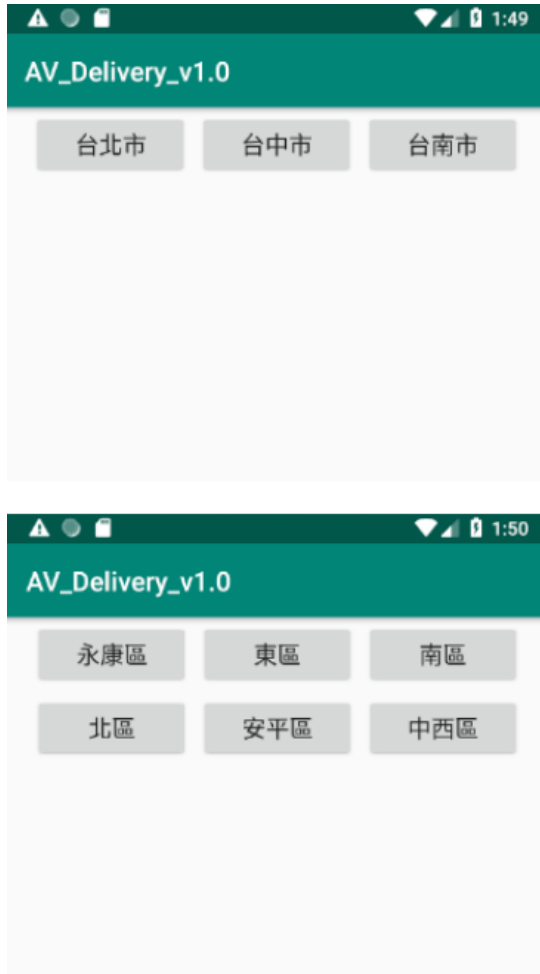 1:49
AV_Delivery_v1.0
台北市 台中市 台南市
1:50
AV_Delivery_v1.0
永康區 東區 南區
北區 安平區 中西區